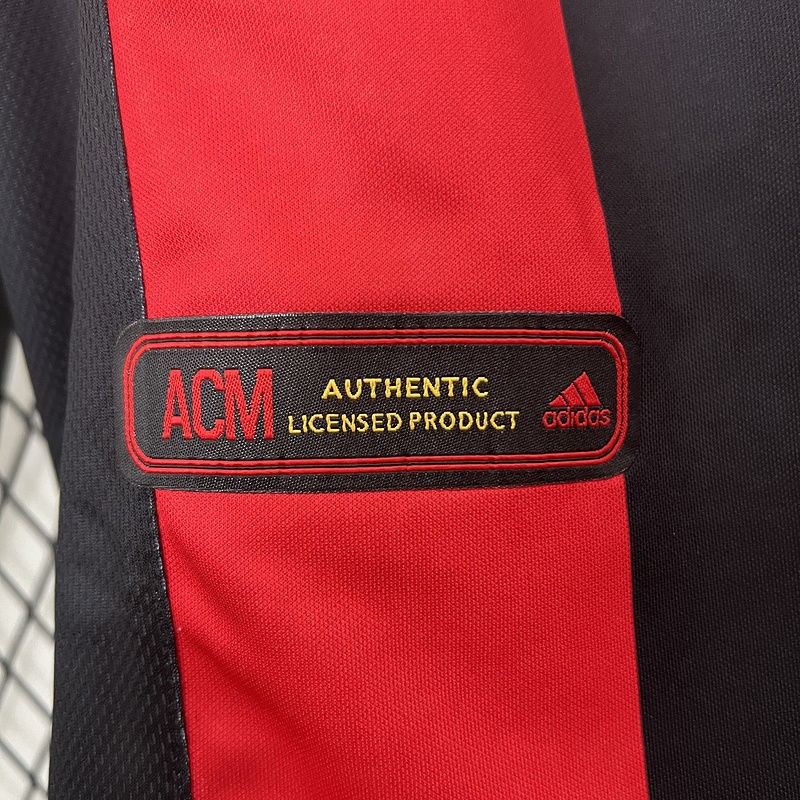 ACM
AUTHENTIC
LICENSED PRODUCT
adidas